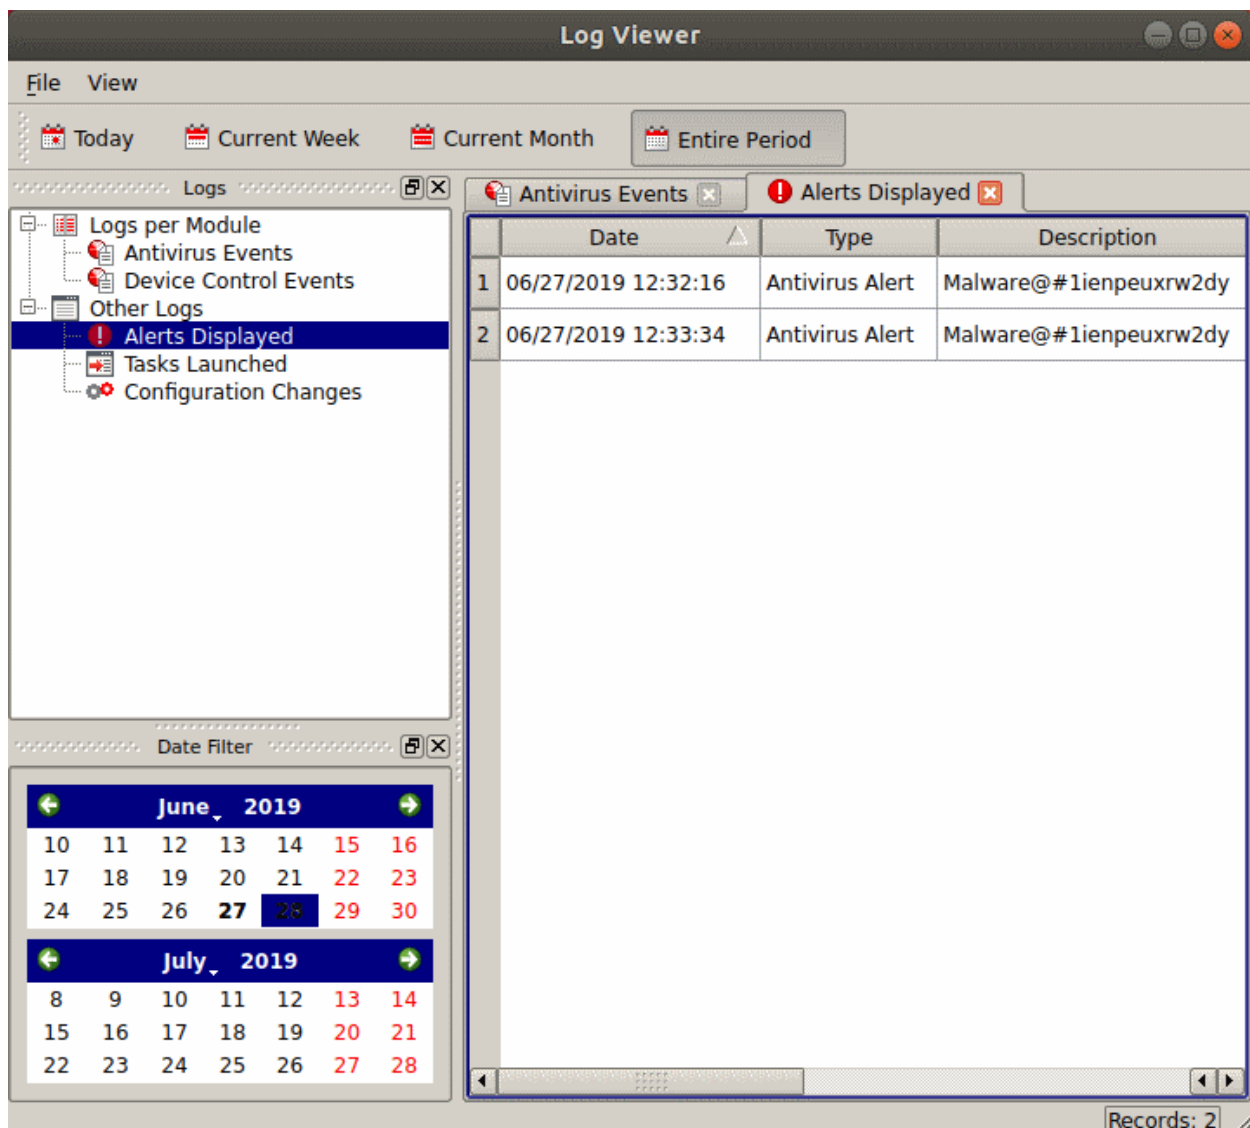 Log Viewer
File View
Today Current Week Current Month Entire Period
Logs
Logs per Module
Antivirus Events
Device Control Events
Other Logs
Alerts Displayed
Tasks Launched
Configuration Changes
Antivirus Events Alerts Displayed
Date Type Description
1 06/27/2019 12:32:16 Antivirus Alert Malware@#1ienpeuxrw2dy
2 06/27/2019 12:33:34 Antivirus Alert Malware@#1ienpeuxrw2dy
Date Filter
June 2019
10 11 12 13 14 15 16
17 18 19 20 21 22 23
24 25 26 27 28 29 30
July 2019
8 9 10 11 12 13 14
15 16 17 18 19 20 21
22 23 24 25 26 27 28
Records: 2